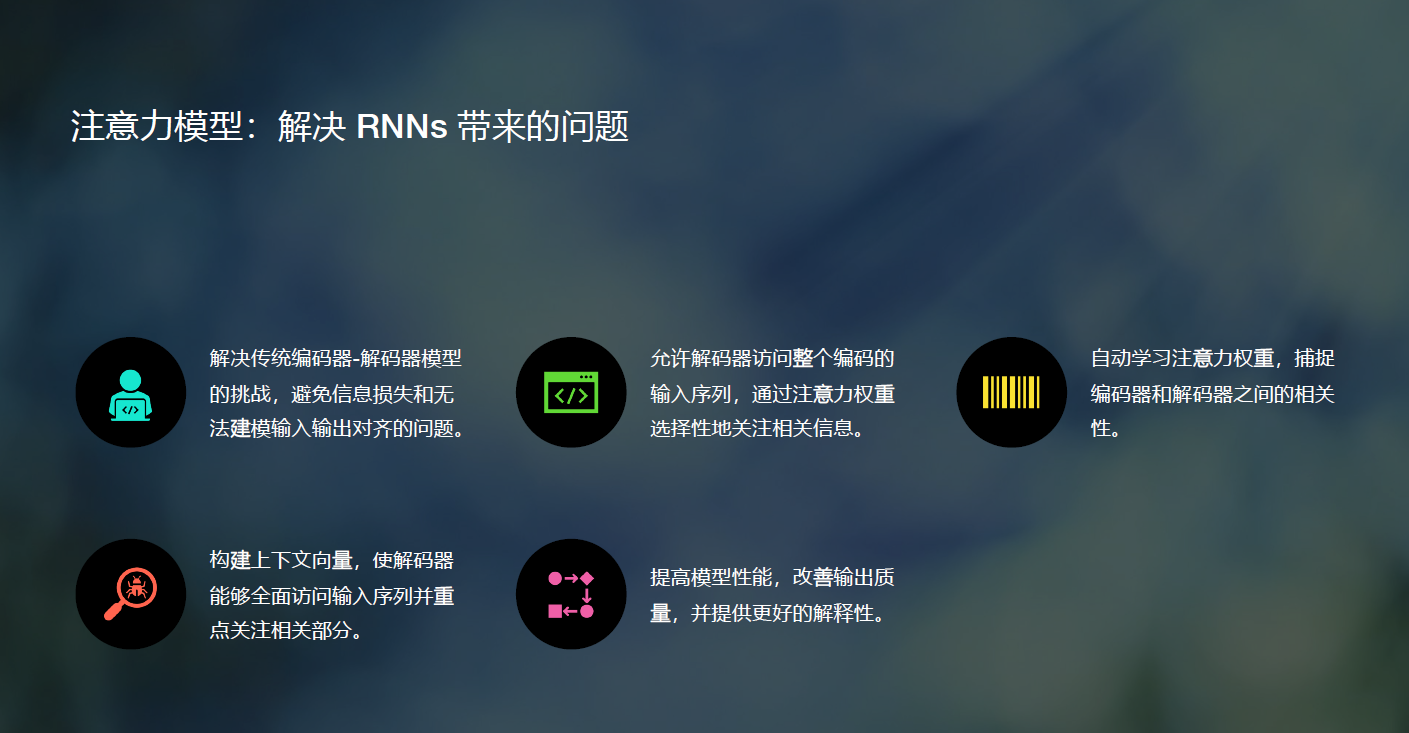 注意力模型：解决 RNNs 带来的问题
解决传统编码器-解码器模型
的挑战，避免信息损失和无
法建模输入输出对齐的问题。
允许解码器访问整个编码的
输入序列，通过注意力权重
选择性地关注相关信息。
自动学习注意力权重，捕捉
编码器和解码器之间的相关
性。
构建上下文向量，使解码器
能够全面访问输入序列并重
点关注相关部分。
提高模型性能，改善输出质
量，并提供更好的解释性。